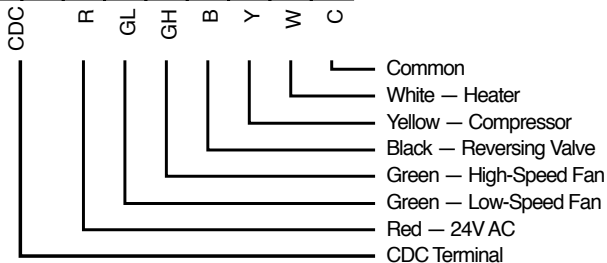 CDC R GL GH B Y W C
Common
White — Heater
Yellow — Compressor
Black — Reversing Valve
Green — High-Speed Fan
Green — Low-Speed Fan
Red — 24V AC
CDC Terminal